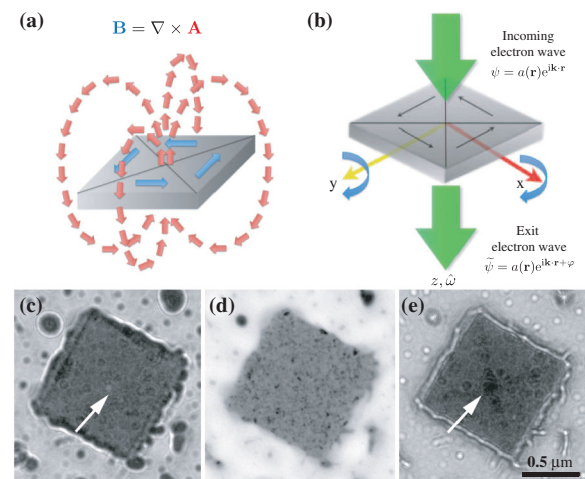 (a)
B = ∇ × A
(b)
Incoming
electron wave
ψ = a(r)e^{ik·r}
y
x
Exit
electron wave
ψ̃ = a(r)e^{ik·r+φ}
z, ω̂
(c)
(d)
(e)
0.5 μm